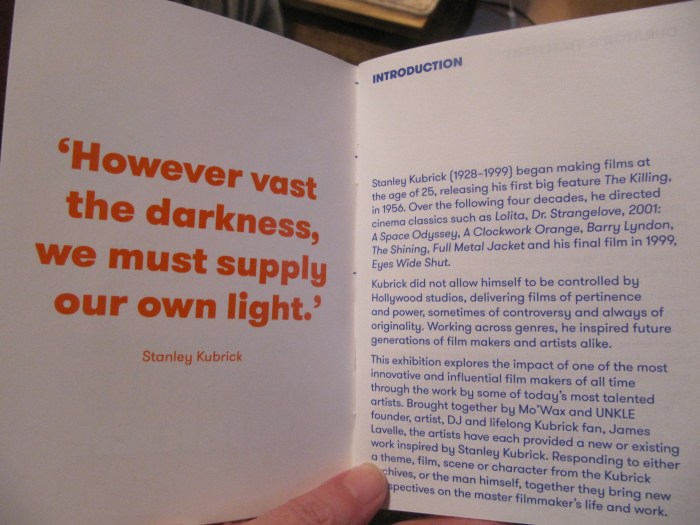 ‘However vast
the darkness,
we must supply
our own light.’
Stanley Kubrick
INTRODUCTION
Stanley Kubrick (1928-1999) began making films at
the age of 25, releasing his first big feature The Killing,
in 1956. Over the following four decades, he directed
cinema classics such as Lolita, Dr. Strangelove, 2001:
A Space Odyssey, A Clockwork Orange, Barry Lyndon,
The Shining, Full Metal Jacket and his final film in 1999,
Eyes Wide Shut.
Kubrick did not allow himself to be controlled by
Hollywood studios, delivering films of pertinence
and power, sometimes of controversy and always of
originality. Working across genres, he inspired future
generations of film makers and artists alike.
This exhibition explores the impact of one of the most
innovative and influential film makers of all time
through the work by some of today’s most talented
artists. Brought together by Mo’Wax and UNKLE
founder, artist, DJ and lifelong Kubrick fan, James
Lavelle, the artists have each provided a new or existing
work inspired by Stanley Kubrick. Responding to either
a theme, film, scene or character from the Kubrick
chives, or the man himself, together they bring new
spectives on the master filmmaker’s life and work.